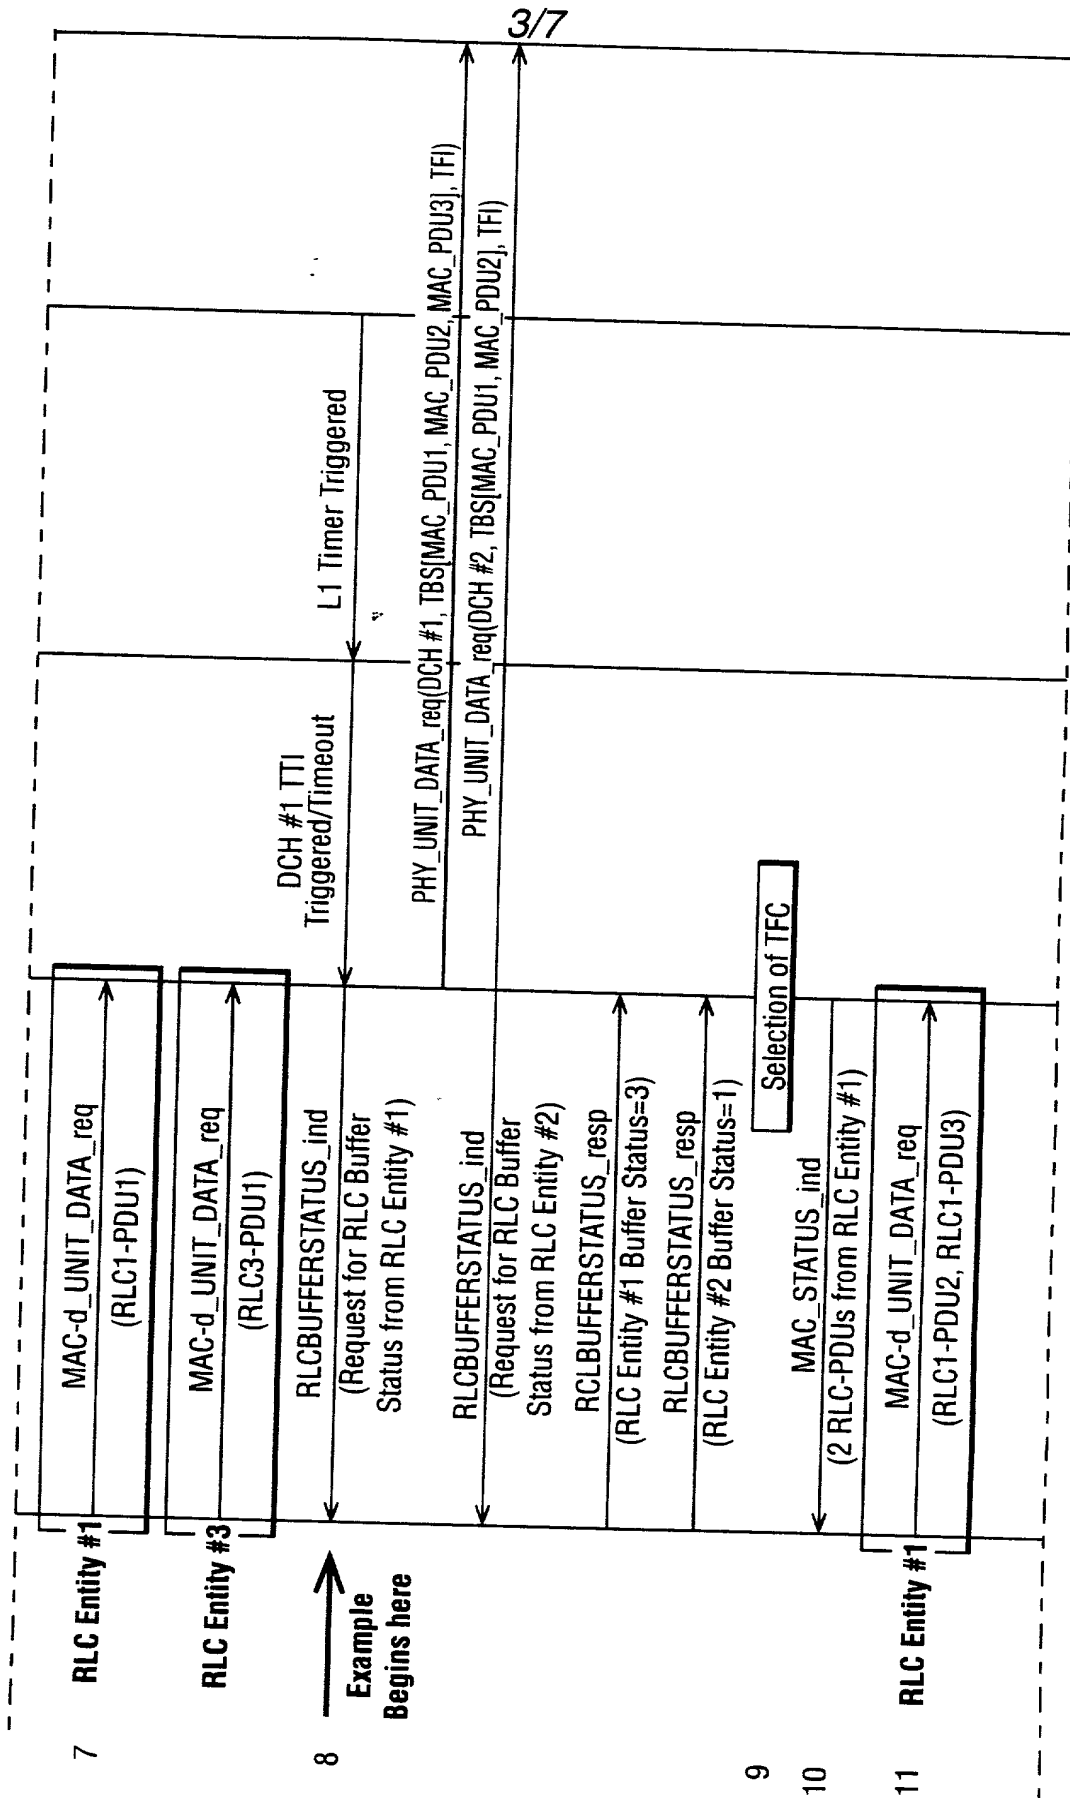 3/7
7
RLC Entity #1
MAC-d_UNIT_DATA_req
(RLC1-PDU1)
RLC Entity #3
MAC-d_UNIT_DATA_req
(RLC3-PDU1)
8
Example
Begins here
RLCBUFFERSTATUS_ind
(Request for RLC Buffer
Status from RLC Entity #1)
DCH #1 TTI
Triggered/Timeout
L1 Timer Triggered
PHY_UNIT_DATA_req(DCH #1, TBS[MAC_PDU1, MAC_PDU2, MAC_PDU3], TFI)
RLCBUFFERSTATUS_ind
(Request for RLC Buffer
Status from RLC Entity #2)
PHY_UNIT_DATA_req(DCH #2, TBS[MAC_PDU1, MAC_PDU2], TFI)
RCLBUFFERSTATUS_resp
(RLC Entity #1 Buffer Status=3)
RLCBUFFERSTATUS_resp
(RLC Entity #2 Buffer Status=1)
9
Selection of TFC
10
MAC_STATUS_ind
(2 RLC-PDUs from RLC Entity #1)
11
RLC Entity #1
MAC-d_UNIT_DATA_req
(RLC1-PDU2, RLC1-PDU3)